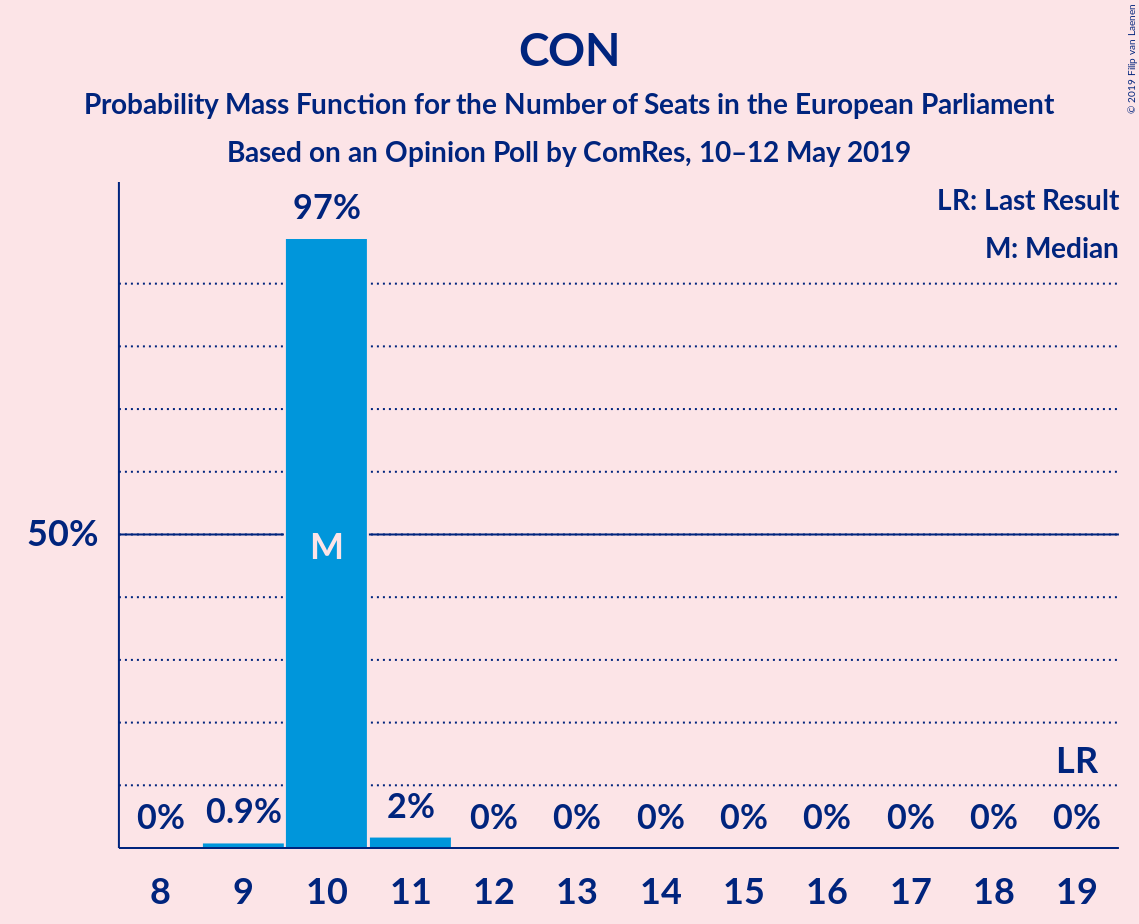 CON
Probability Mass Function for the Number of Seats in the European Parliament
Based on an Opinion Poll by ComRes, 10–12 May 2019
© 2019 Filip van Laenen
LR: Last Result
M: Median
97%
50%
M
LR
0% 0.9% 2% 0% 0% 0% 0% 0% 0% 0% 0%
8 9 10 11 12 13 14 15 16 17 18 19